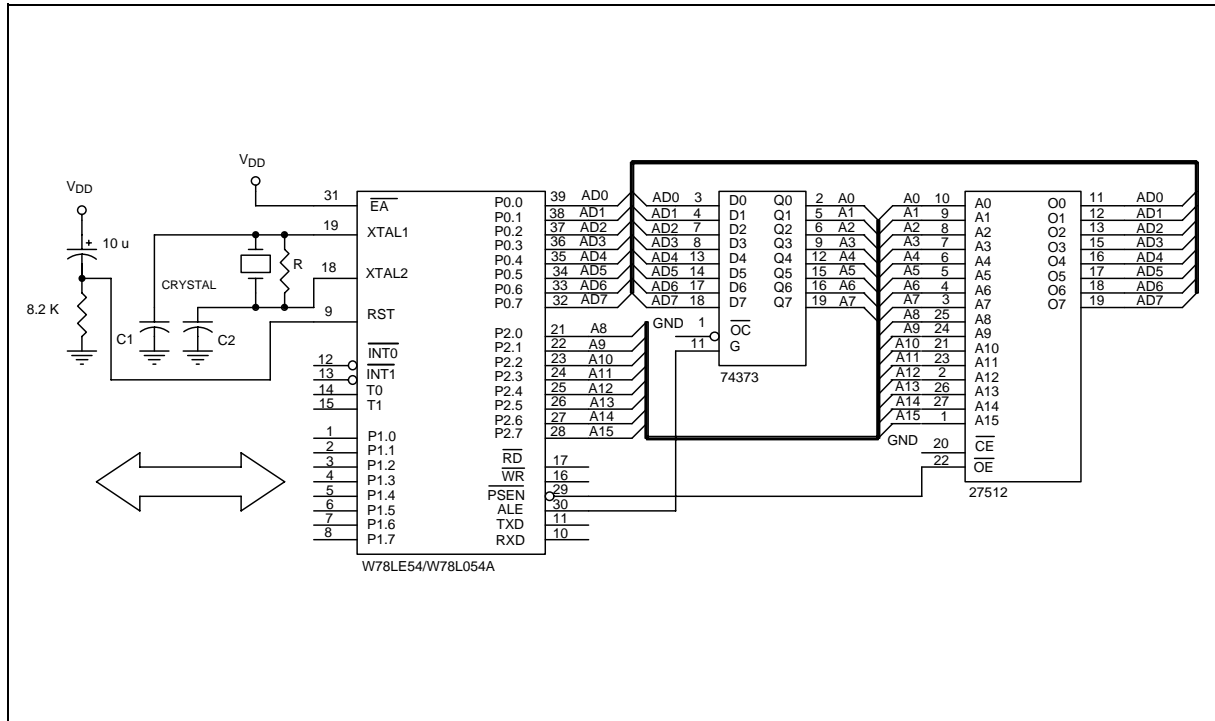 VDD
VDD
10 u
8.2 K
C1
CRYSTAL
C2
R
31
19
18
9
12
13
14
15
1
2
3
4
5
6
7
8
EA
XTAL1
XTAL2
RST
INT0
INT1
T0
T1
P1.0
P1.1
P1.2
P1.3
P1.4
P1.5
P1.6
P1.7
P0.0 39 AD0
P0.1 38 AD1
P0.2 37 AD2
P0.3 36 AD3
P0.4 35 AD4
P0.5 34 AD5
P0.6 33 AD6
P0.7 32 AD7
P2.0 21 A8
P2.1 22 A9
P2.2 23 A10
P2.3 24 A11
P2.4 25 A12
P2.5 26 A13
P2.6 27 A14
P2.7 28 A15
RD 17
WR 16
PSEN 29
ALE 30
TXD 11
RXD 10
W78LE54/W78L054A
AD0 3 D0 Q0 2 A0
AD1 4 D1 Q1 5 A1
AD2 7 D2 Q2 6 A2
AD3 8 D3 Q3 9 A3
AD4 13 D4 Q4 12 A4
AD5 14 D5 Q5 15 A5
AD6 17 D6 Q6 16 A6
AD7 18 D7 Q7 19 A7
GND 1 OC
11 G
74373
A0 10 A0 O0 11 AD0
A1 9 A1 O1 12 AD1
A2 8 A2 O2 13 AD2
A3 7 A3 O3 15 AD3
A4 6 A4 O4 16 AD4
A5 5 A5 O5 17 AD5
A6 4 A6 O6 18 AD6
A7 3 A7 O7 19 AD7
A8 25 A8
A9 24 A9
A10 21 A10
A11 23 A11
A12 2 A12
A13 26 A13
A14 27 A14
A15 1 A15
GND 20 CE
22 OE
27512